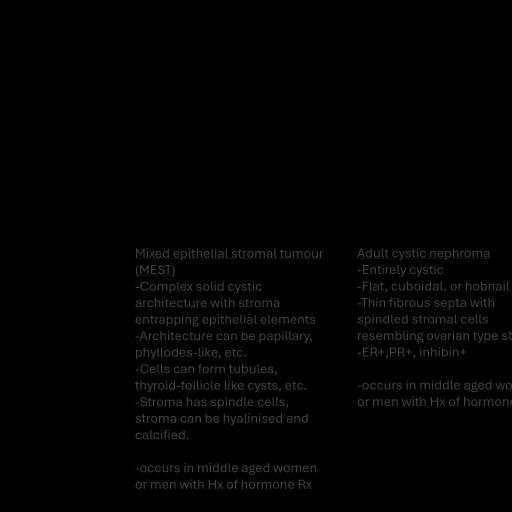 Mixed epithelial stromal tumour
(MEST)
-Complex solid cystic
architecture with stroma
entrapping epithelial elements
-Architecture can be papillary,
phyllodes-like, etc.
-Cells can form tubules,
thyroid-follicle like cysts, etc.
-Stroma has spindle cells,
stroma can be hyalinised and
calcified.
-occurs in middle aged women
or men with Hx of hormone Rx
Adult cystic nephroma
-Entirely cystic
-Flat, cuboidal, or hobnail
-Thin fibrous septa with
spindled stromal cells
resembling ovarian type
-ER+,PR+, inhibin+
-occurs in middle aged
or men with Hx of